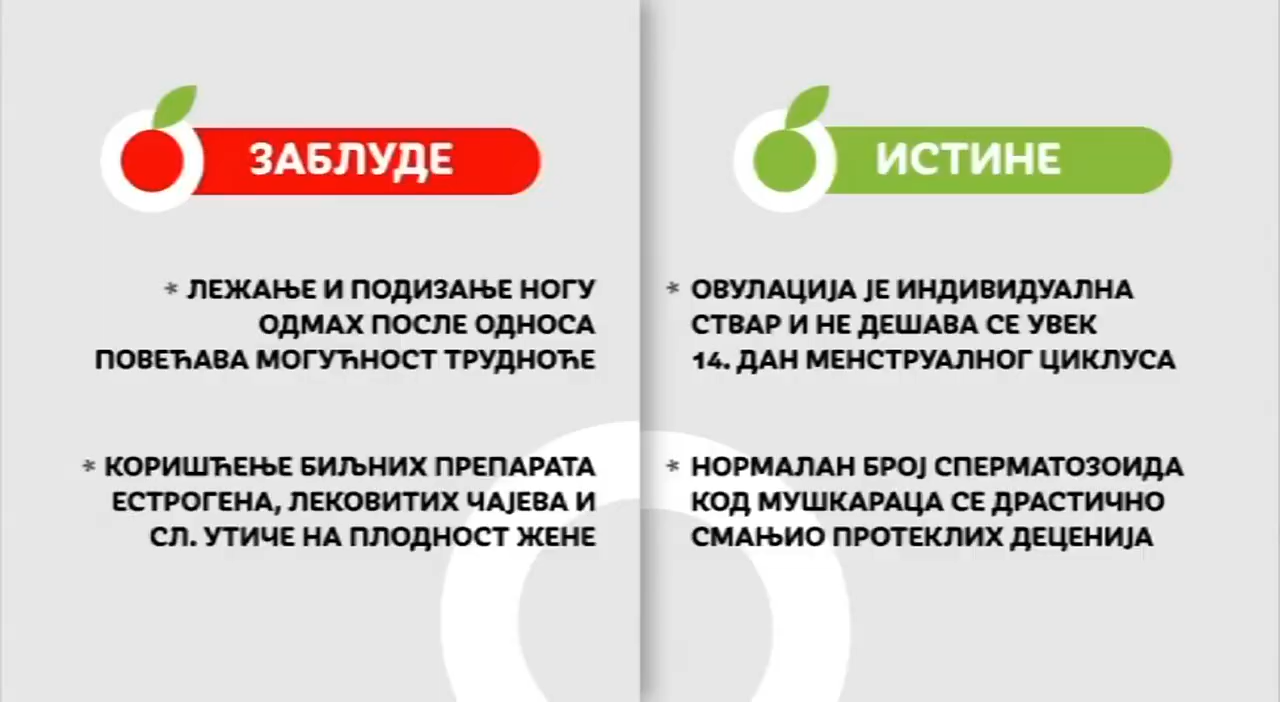 ЗАБЛУДЕ
* ЛЕЖАЊЕ И ПОДИЗАЊЕ НОГУ
ОДМАХ ПОСЛЕ ОДНОСА
ПОВЕЋАВА МОГУЋНОСТ ТРУДНОЋЕ
* КОРИШЋЕЊЕ БИЉНИХ ПРЕПАРАТА
ЕСТРОГЕНА, ЛЕКОВИТИХ ЧАЈЕВА И
СЛ. УТИЧЕ НА ПЛОДНОСТ ЖЕНЕ
ИСТИНЕ
* ОВУЛАЦИЈА ЈЕ ИНДИВИДУАЛНА
СТВАР И НЕ ДЕШАВА СЕ УВЕК
14. ДАН МЕНСТРУАЛНОГ ЦИКЛУСА
* НОРМАЛАН БРОЈ СПЕРМАТОЗОИДА
КОД МУШКАРАЦА СЕ ДРАСТИЧНО
СМАЊИО ПРОТЕКЛИХ ДЕЦЕНИЈА